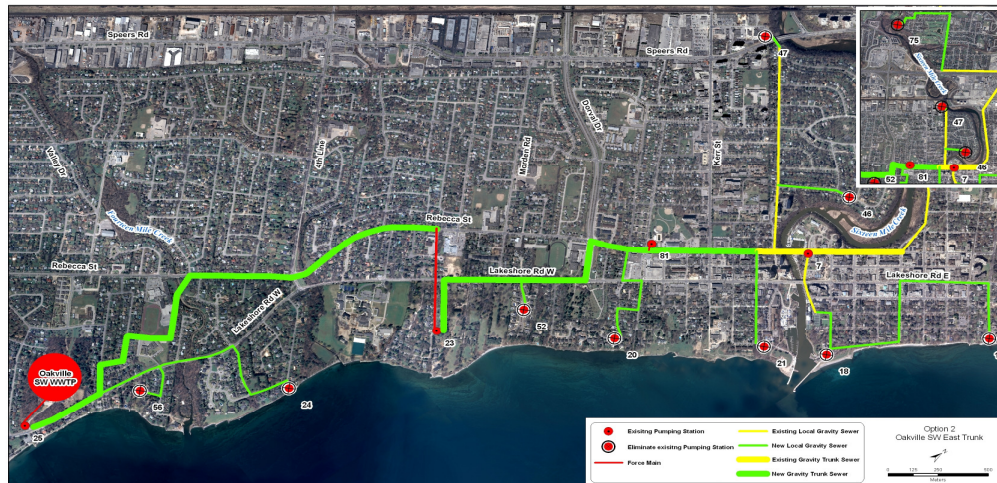 Speers Rd
Speers Rd
47
75
Sixteen Mile Creek
47
46
52
81
7
Valley Dr
4th Line
Morden Rd
Dorval Dr
Kerr St
Fourteen Mile Creek
46
Sixteen Mile Creek
Rebecca St
81
7
Rebecca St
Lakeshore Rd W
Lakeshore Rd E
Lakeshore Rd W
52
23
20
21
18
Oakville
SW WWTP
56
24
25
Exisitng Pumping Station
Eliminate exisitng Pumping Station
Force Main
Existing Local Gravity Sewer
New Local Gravity Sewer
Existing Gravity Trunk Sewer
New Gravity Trunk Sewer
Option 2
Oakville SW East Trunk
0 125 250 500
Meters